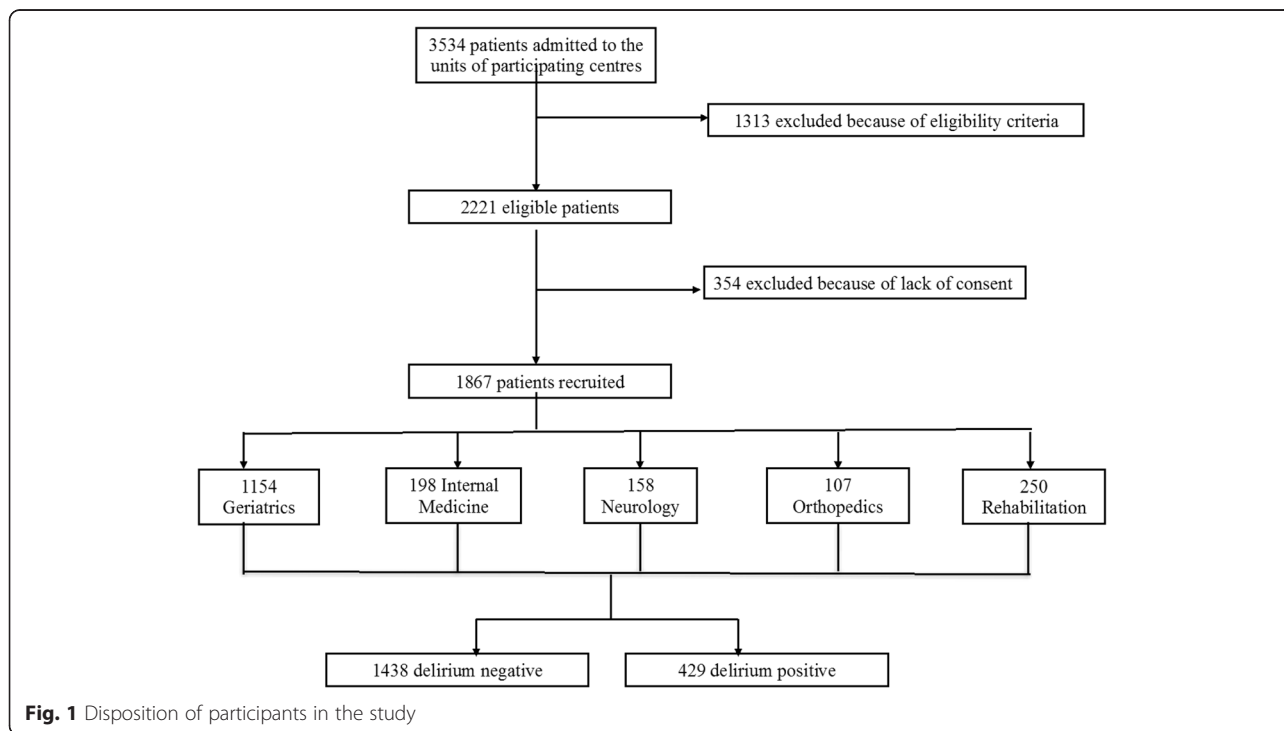 3534 patients admitted to the
units of participating centres
1313 excluded because of eligibility criteria
2221 eligible patients
354 excluded because of lack of consent
1867 patients recruited
1154
Geriatrics
198 Internal
Medicine
158
Neurology
107
Orthopedics
250
Rehabilitation
1438 delirium negative
429 delirium positive
Fig. 1 Disposition of participants in the study